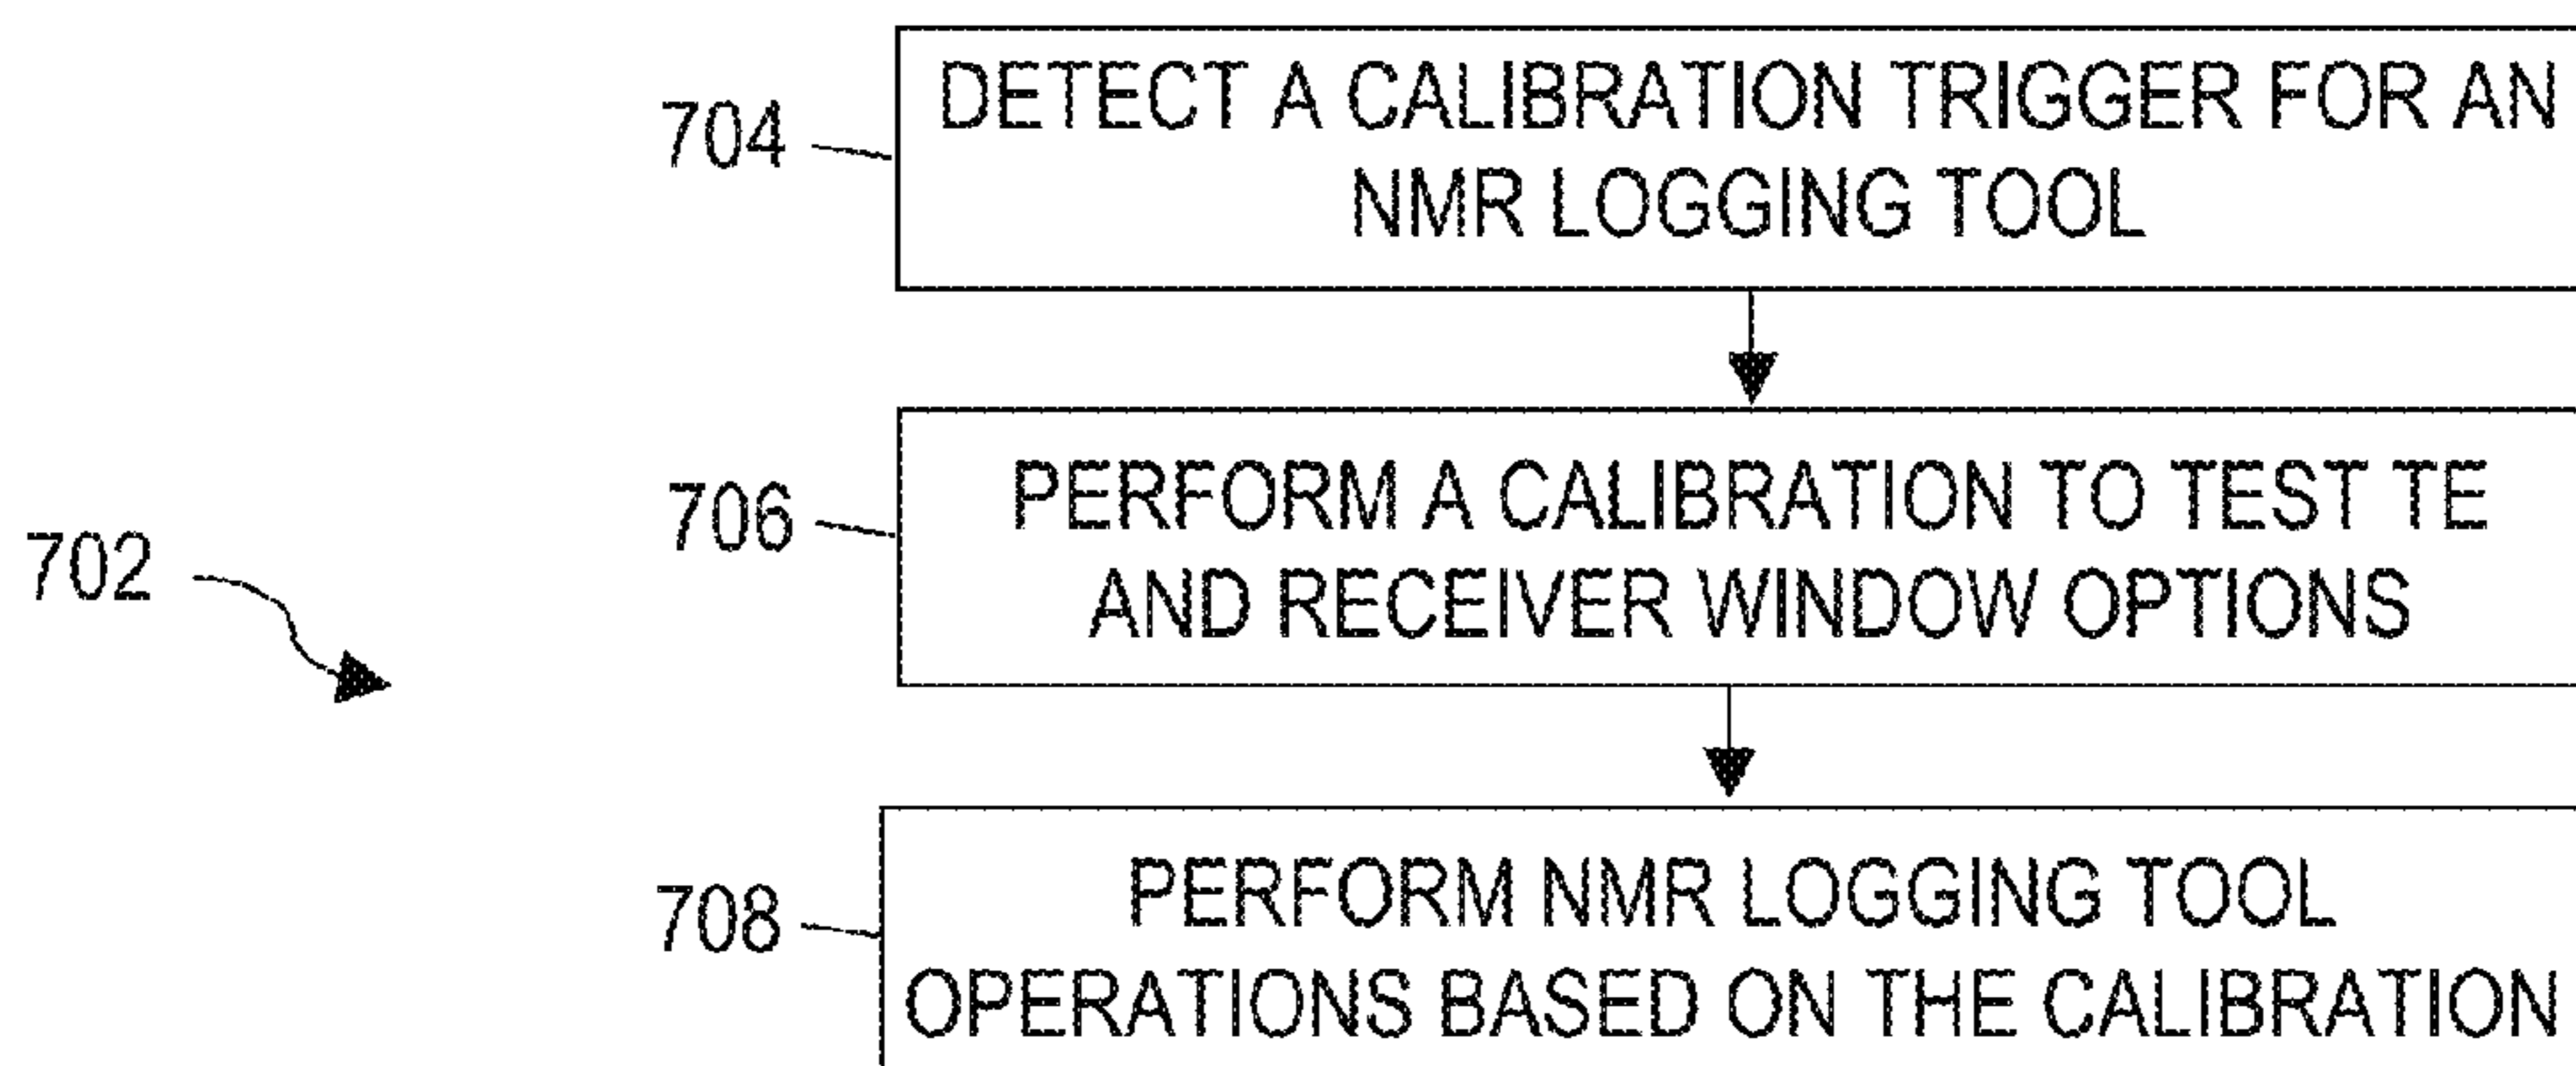 704
DETECT A CALIBRATION TRIGGER FOR AN
NMR LOGGING TOOL
706
PERFORM A CALIBRATION TO TEST TE
AND RECEIVER WINDOW OPTIONS
702
708
PERFORM NMR LOGGING TOOL
OPERATIONS BASED ON THE CALIBRATION